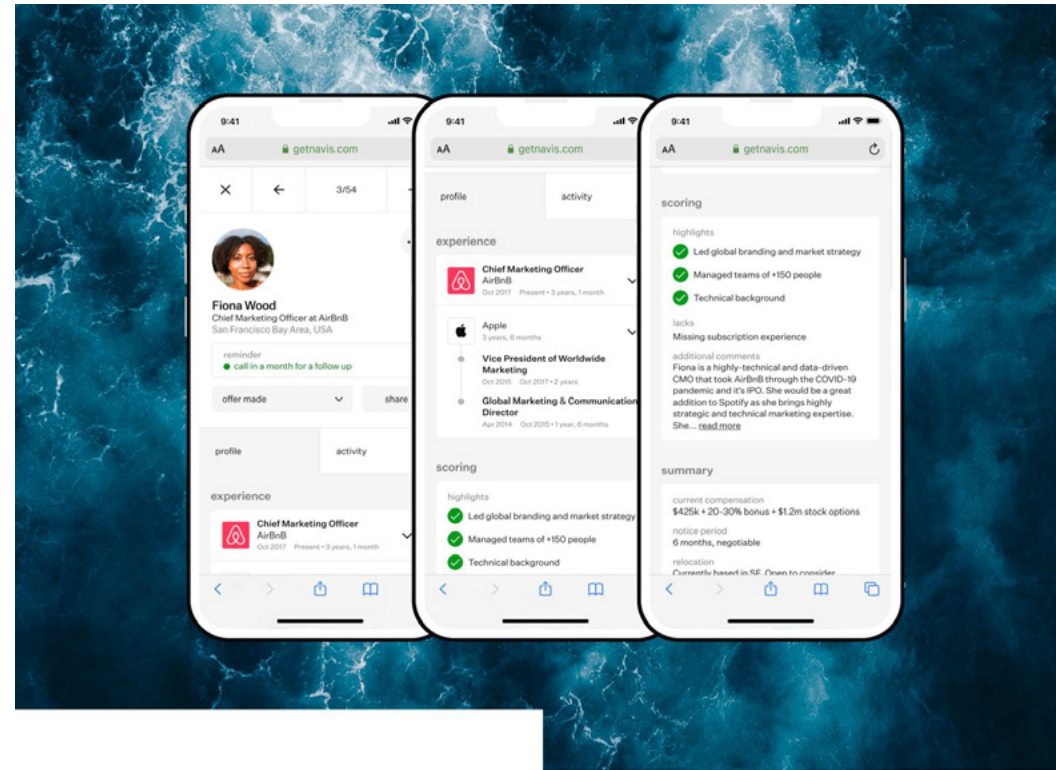 9:41
AA getnavis.com
3/54
Fiona Wood
Chief Marketing Officer at AirBnB
San Francisco Bay Area, USA
reminder
call in a month for a follow up
offer made
share
profile
activity
experience
Chief Marketing Officer
AirBnB
Oct 2017 Present • 3 years, 1 month
9:41
AA getnavis.com
profile
activity
experience
Chief Marketing Officer
AirBnB
Oct 2017 Present • 3 years, 1 month
Apple
3 years, 6 months
Vice President of Worldwide
Marketing
Oct 2015 Oct 2017 • 2 years
Global Marketing & Communication
Director
Apr 2014 Oct 2015 • 1 year, 6 months
scoring
highlights
Led global branding and market strategy
Managed teams of +150 people
Technical background
9:41
AA getnavis.com
scoring
highlights
Led global branding and market strategy
Managed teams of +150 people
Technical background
lacks
Missing subscription experience
additional comments
Fiona is a highly-technical and data-driven
CMO that took AirBnB through the COVID-19
pandemic and it's IPO. She would be a great
addition to Spotify as she brings highly
strategic and technical marketing expertise.
She... read more
summary
current compensation
$425k + 20-30% bonus + $1.2m stock options
notice period
6 months, negotiable
relocation
Currently based in SF. Open to consider